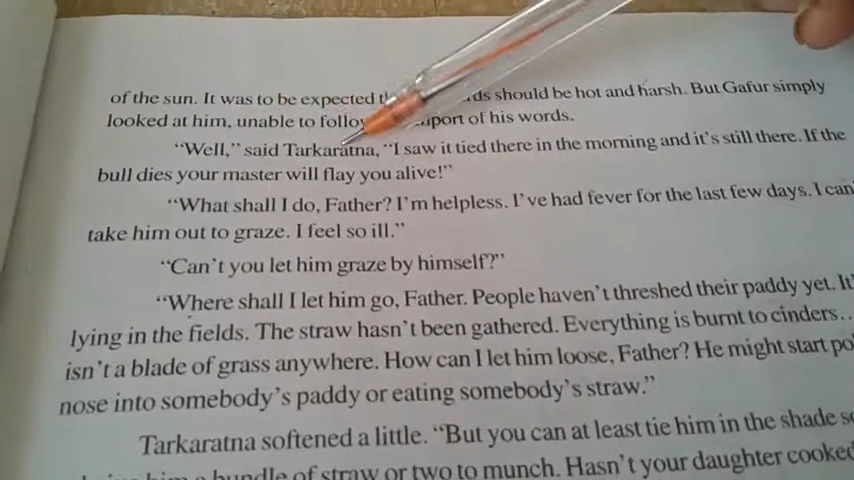 of the sun. It was to be expected should be hot and harsh. But Gafur simply
looked at him, unable to of his words.
“Well,” said Tarkaratna, “I saw it tied there in the morning and it’s still there. If the
bull dies your master will flay you alive!”
“What shall I do, Father? I’m helpless. I’ve had fever for the last few days. I
take him out to graze. I feel so ill.”
“Can’t you let him graze by himself?”
“Where shall I let him go, Father. People haven’t threshed their paddy yet.
lying in the fields. The straw hasn’t been gathered. Everything is burnt to cinders..
isn’t a blade of grass anywhere. How can I let him loose, Father? He might start
nose into somebody’s paddy or eating somebody’s straw.”
Tarkaratna softened a little. “But you can at least tie him in the shade
him a bundle of straw or two to munch. Hasn’t your daughter cooked